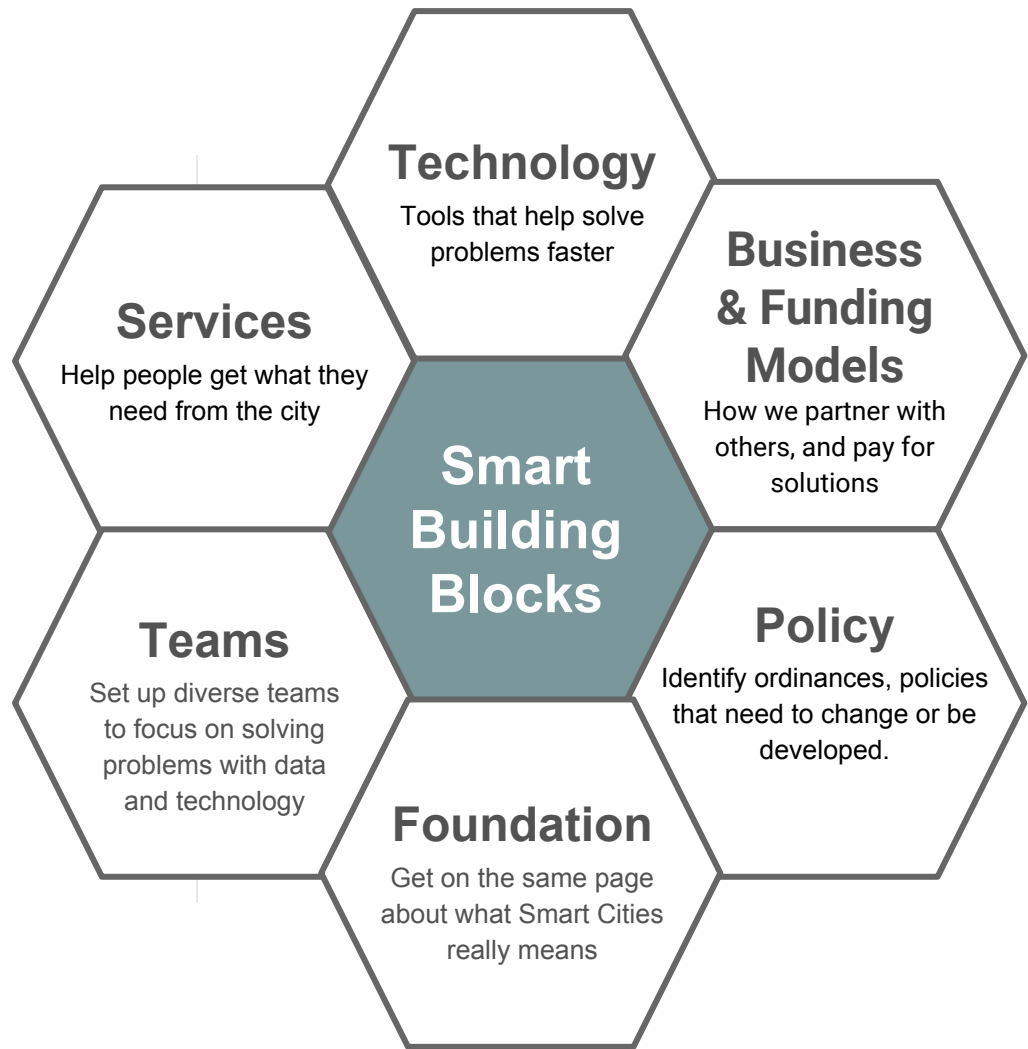 Technology
Tools that help solve
problems faster
Business
& Funding
Models
How we partner with
others, and pay for
solutions
Services
Help people get what they
need from the city
Smart
Building
Blocks
Policy
Identify ordinances, policies
that need to change or be
developed.
Teams
Set up diverse teams
to focus on solving
problems with data
and technology
Foundation
Get on the same page
about what Smart Cities
really means